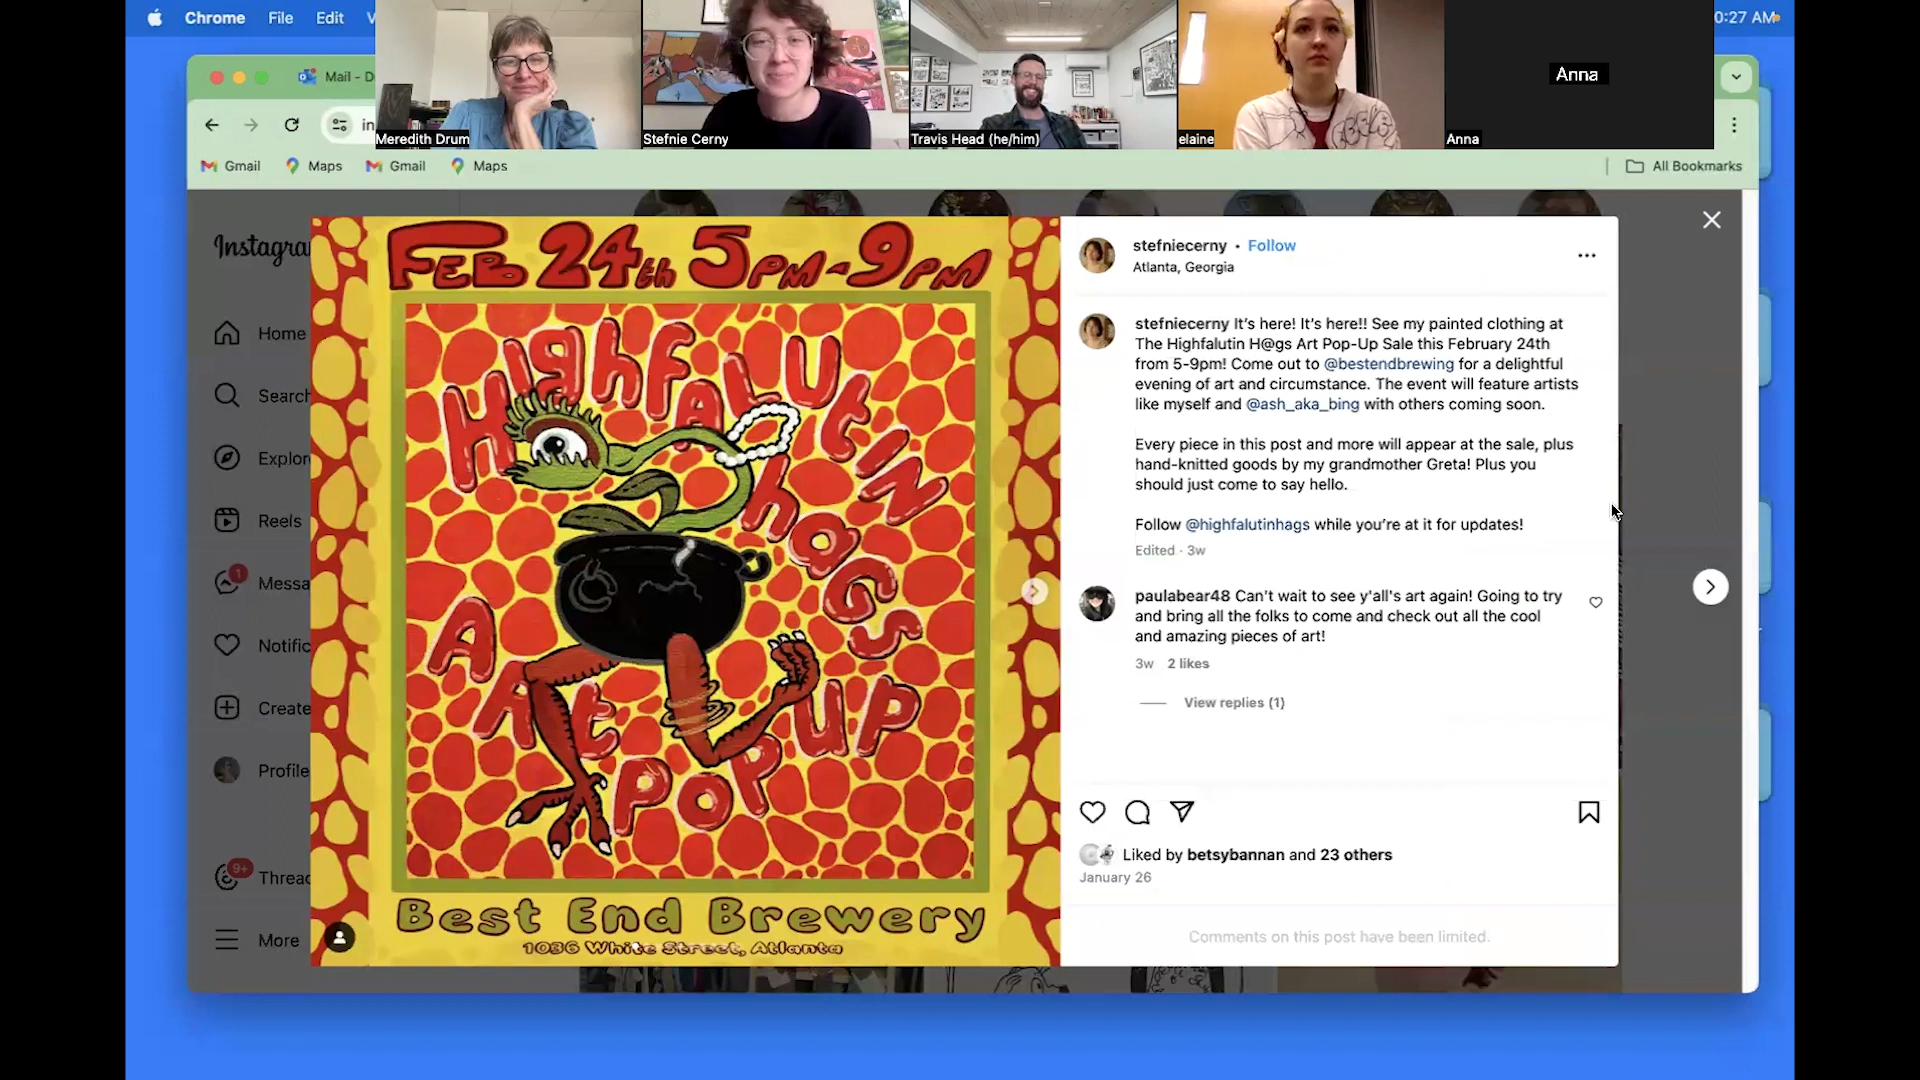 Chrome File Edit
0:27 AM
Mail - D
in
Meredith Drum
Stefnie Cerny
Travis Head (he/him)
elaine
Anna
Anna
Gmail Maps Gmail Maps
All Bookmarks
Instagra
Home
Search
Explor
Reels
Messa
1
Notific
Create
Profile
9+
Threa
More
FEB 24th 5PM-9PM
HighfalutiN
hAGS
ARt POPUP
Best End Brewery
1036 White Street, Atlanta
stefniecerny • Follow
Atlanta, Georgia
stefniecerny It's here! It's here!! See my painted clothing at
The Highfalutin H@gs Art Pop-Up Sale this February 24th
from 5-9pm! Come out to @bestendbrewing for a delightful
evening of art and circumstance. The event will feature artists
like myself and @ash_aka_bing with others coming soon.
Every piece in this post and more will appear at the sale, plus
hand-knitted goods by my grandmother Greta! Plus you
should just come to say hello.
Follow @highfalutinhags while you're at it for updates!
Edited · 3w
paulabear48 Can't wait to see y'all's art again! Going to try
and bring all the folks to come and check out all the cool
and amazing pieces of art!
3w 2 likes
View replies (1)
Liked by betsybannan and 23 others
January 26
Comments on this post have been limited.